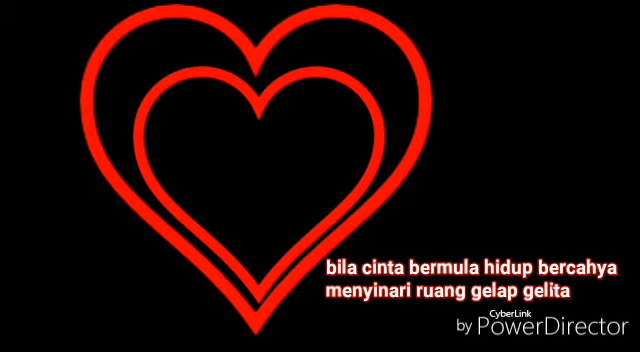 bila cinta bermula hidup bercahya
menyinari ruang gelap gelita
CyberLink
by PowerDirector